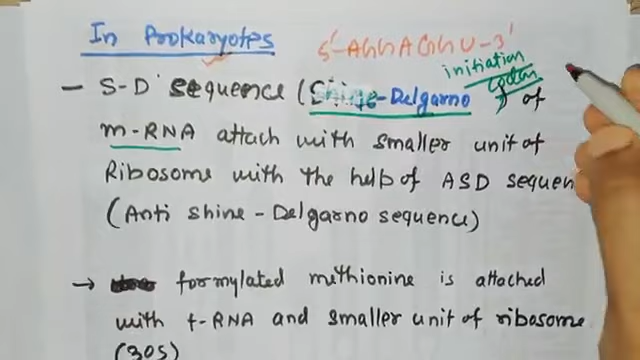 In Prokaryotes
5'-AGGAGGU-3'
initiation
codon
- S-D sequence (Shine-Delgarno) of
m-RNA attach with smaller unit of
Ribosome with the help of ASD sequen
(Anti shine-Delgarno sequence)
→ formylated methionine is attached
with t-RNA and smaller unit of ribosome
(30S)